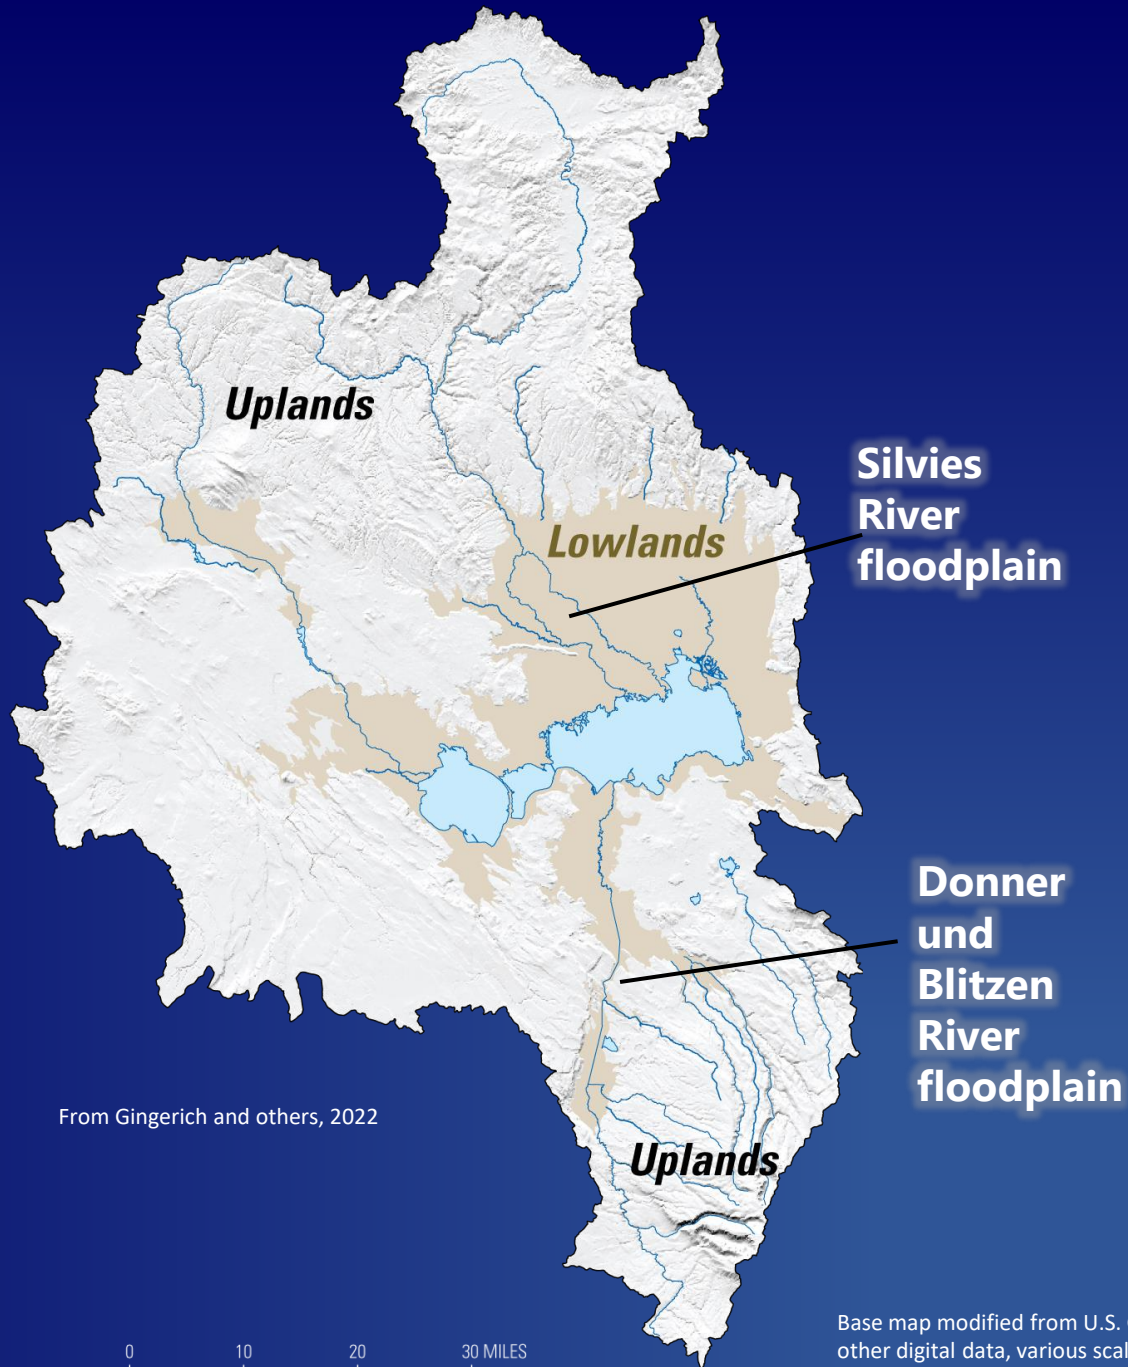 Uplands
Silvies
River
floodplain
Lowlands
Donner
und
Blitzen
River
floodplain
From Gingerich and others, 2022
Uplands
Base map modified from U.S.
other digital data, various
0 10 20 30 MILES